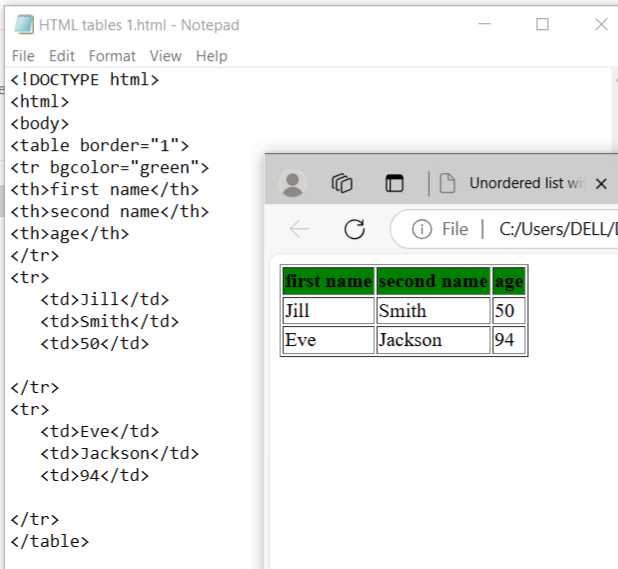 HTML tables 1.html - Notepad
File Edit Format View Help
<!DOCTYPE html>
<html>
<body>
<table border="1">
<tr bgcolor="green">
<th>first name</th>
<th>second name</th>
<th>age</th>
</tr>
<tr>
   <td>Jill</td>
   <td>Smith</td>
   <td>50</td>

</tr>
<tr>
   <td>Eve</td>
   <td>Jackson</td>
   <td>94</td>

</tr>
</table>
Unordered list wi
File | C:/Users/DELL/
first name second name age
Jill Smith 50
Eve Jackson 94